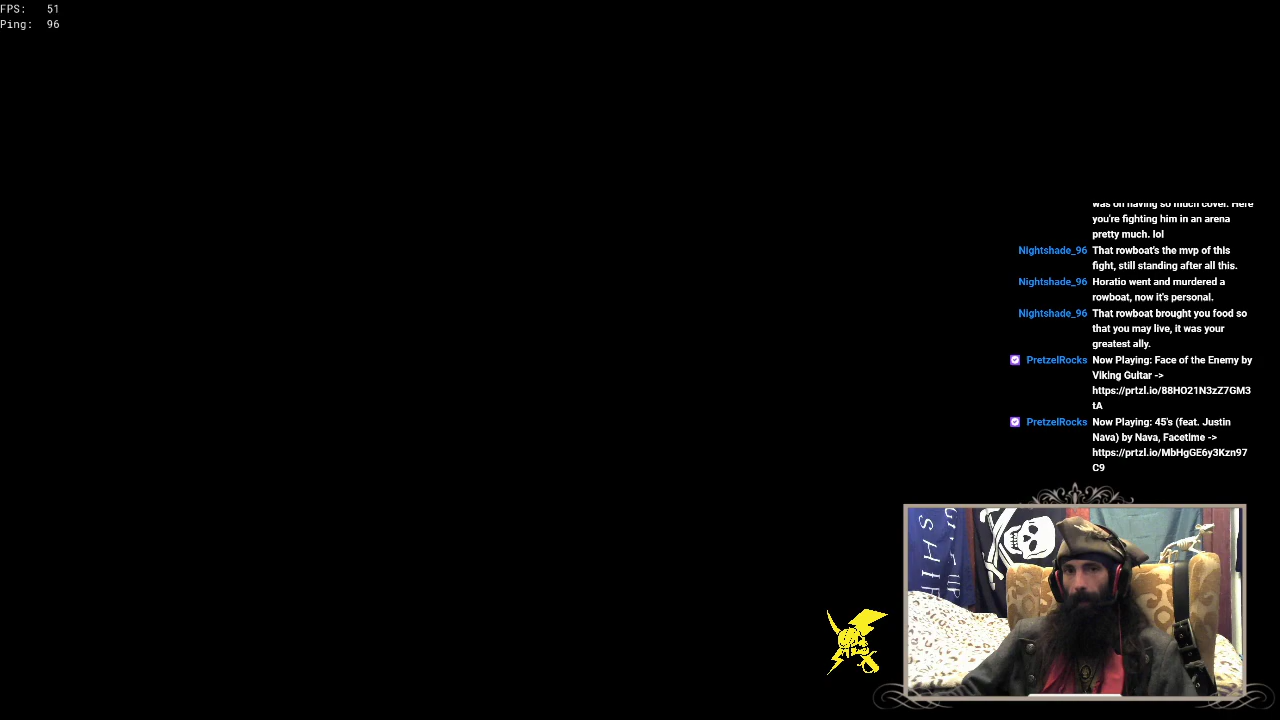 FPS: 51
Ping: 96
was on having so much cover. Here
you're fighting him in an arena
pretty much. lol
Nightshade_96 That rowboat's the mvp of this
fight, still standing after all this.
Nightshade_96 Horatio went and murdered a
rowboat, now it's personal.
Nightshade_96 That rowboat brought you food so
that you may live, it was your
greatest ally.
PretzelRocks Now Playing: Face of the Enemy by
Viking Guitar ->
https://prtzl.io/88HO21N3zZ7GM3
tA
PretzelRocks Now Playing: 45's (feat. Justin
Nava) by Nava, Facetime ->
https://prtzl.io/MbHgGE6y3Kzn97
C9